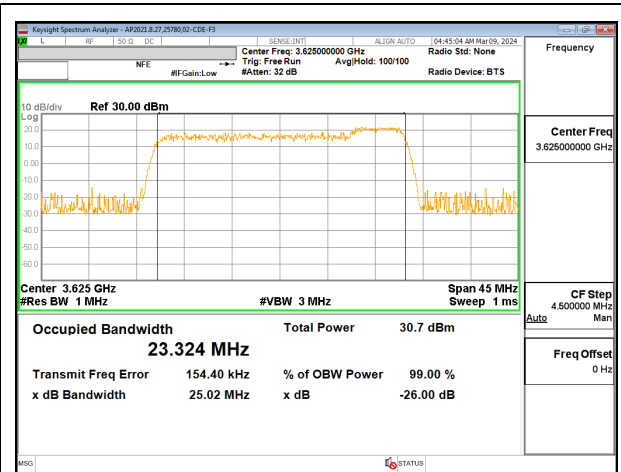 Keysight Spectrum Analyzer - AP2021.8.27,25780,02-CDE-F3
L RF 50 Ω DC SENSE:INT ALIGN AUTO 04:45:04 AM Mar 09, 2024
Center Freq: 3.625000000 GHz Radio Std: None
NFE Trig: Free Run Avg|Hold: 100/100
#IFGain:Low #Atten: 32 dB Radio Device: BTS
Frequency
10 dB/div Ref 30.00 dBm
Log
20.0
10.0
0.00
-10.0
-20.0
-30.0
-40.0
-50.0
-60.0
Center 3.625 GHz Span 45 MHz
#Res BW 1 MHz #VBW 3 MHz Sweep 1 ms
Occupied Bandwidth Total Power 30.7 dBm
23.324 MHz
Transmit Freq Error 154.40 kHz % of OBW Power 99.00 %
x dB Bandwidth 25.02 MHz x dB -26.00 dB
Center Freq
3.625000000 GHz
CF Step
4.500000 MHz
Auto Man
Freq Offset
0 Hz
MSG STATUS